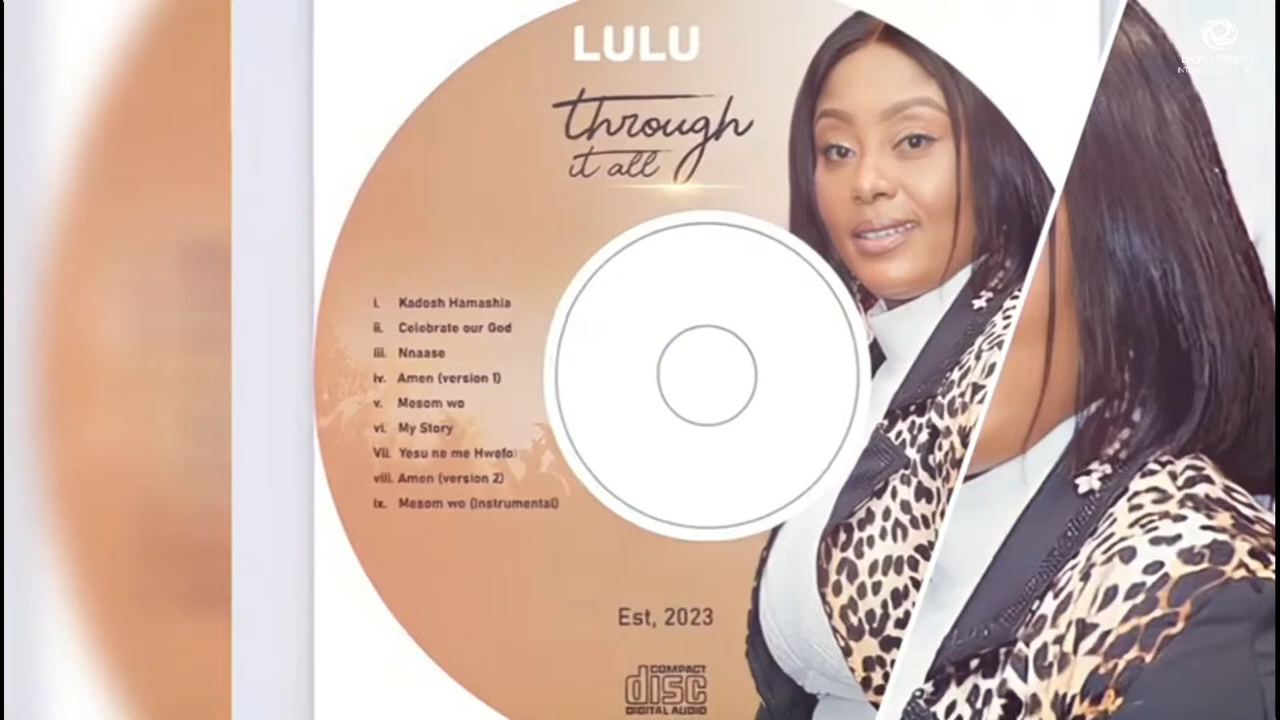 LULU
through
it all
i. Kadosh Hamashia
ii. Celebrate our God
iii. Nnaase
iv. Amen (version 1)
v. Mesom wo
vi. My Story
Vii. Yesu ne me Hwefo
viii. Amen (version 2)
ix. Mesom wo (Instrumental)
Est, 2023
COMPACT
disc
DIGITAL AUDIO